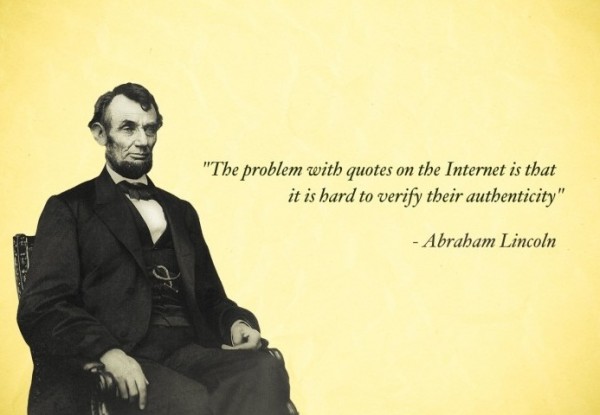 "The problem with quotes on the Internet is that
it is hard to verify their authenticity"
- Abraham Lincoln